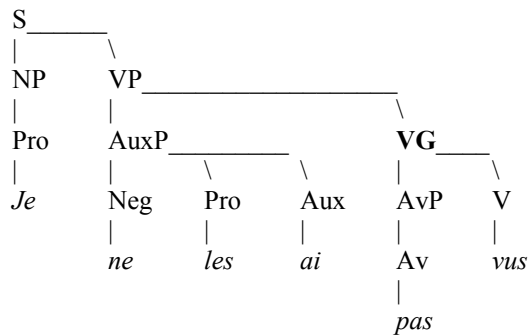 S
NP VP
Pro AuxP VG
Je Neg Pro Aux AvP V
ne les ai Av vus
pas